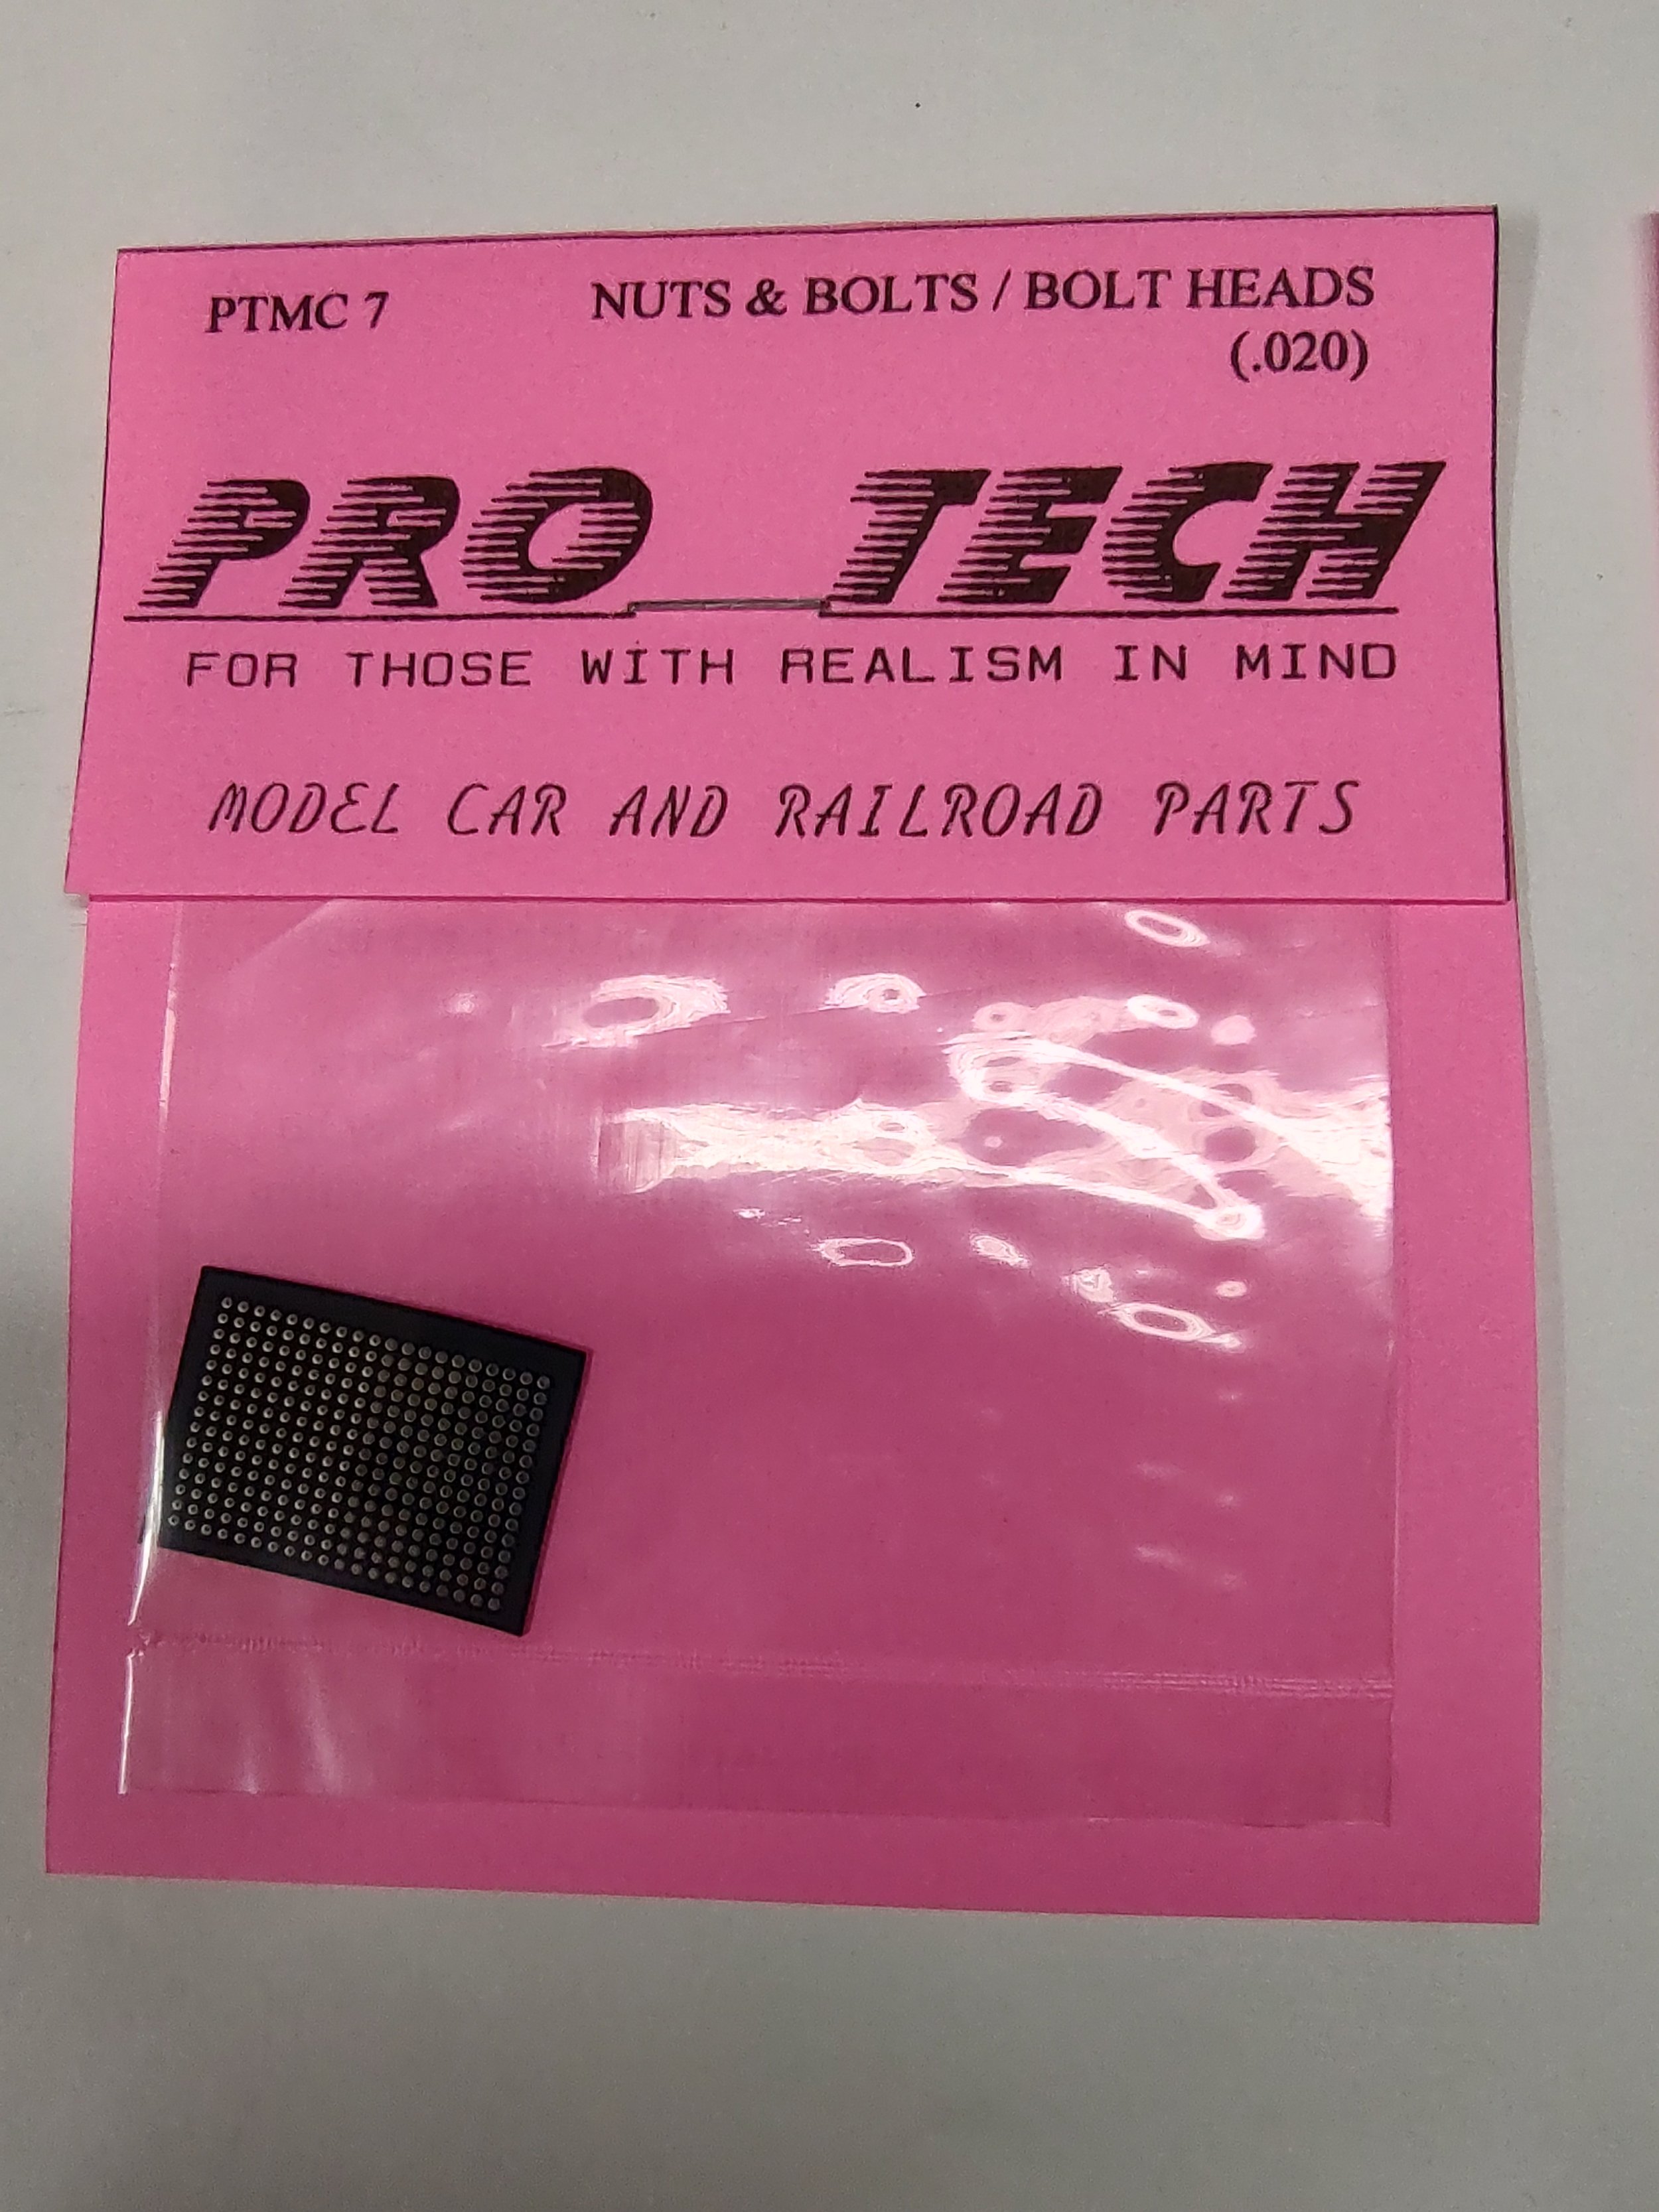 PTMC 7 NUTS & BOLTS / BOLT HEADS
(.020)
PRO TECH
FOR THOSE WITH REALISM IN MIND
MODEL CAR AND RAILROAD PARTS